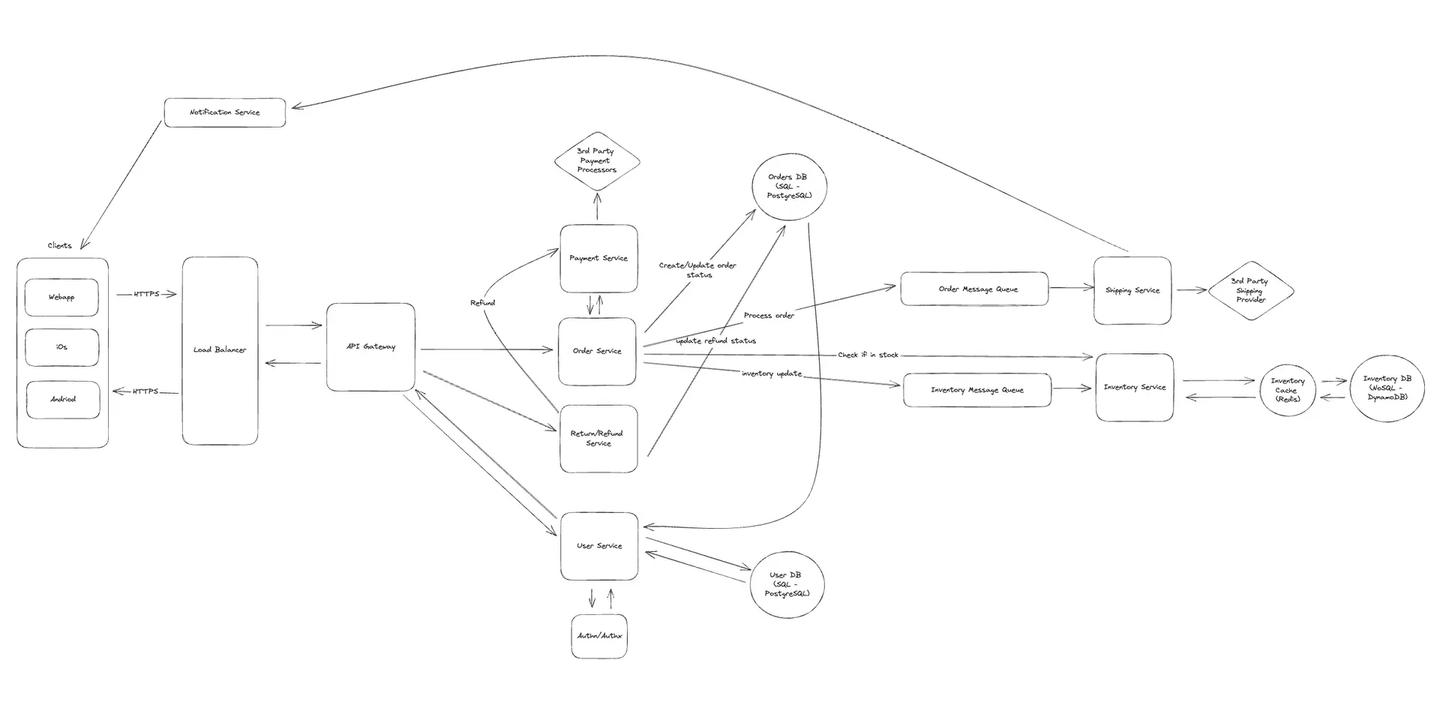 Notification Service
3rd Party
Payment
Processors
Orders DB
(SQL -
PostgreSQL)
Clients
Webapp
iOs
Andriod
HTTPS
HTTPS
Load Balancer
API Gateway
Payment Service
Refund
Order Service
Return/Refund
Service
User Service
Authn/Authx
Create/Update order
status
Process order
update refund status
Check if in stock
inventory update
User DB
(SQL -
PostgreSQL)
Order Message Queue
Inventory Message Queue
Shipping Service
3rd Party
Shipping
Provider
Inventory Service
Inventory
Cache
(Redis)
Inventory DB
(NoSQL -
DynamoDB)